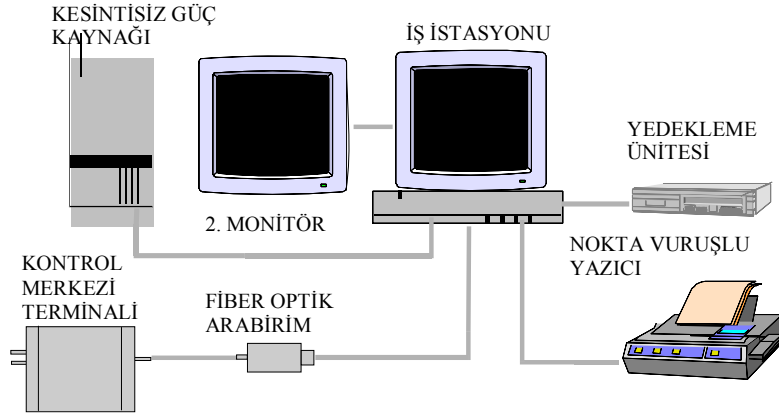 KESİNTİSİZ GÜÇ
KAYNAĞI
İŞ İSTASYONU
YEDEKLEME
ÜNİTESİ
2. MONİTÖR
NOKTA VURUŞLU
YAZICI
KONTROL
MERKEZİ
TERMİNALİ
FİBER OPTİK
ARABİRİM